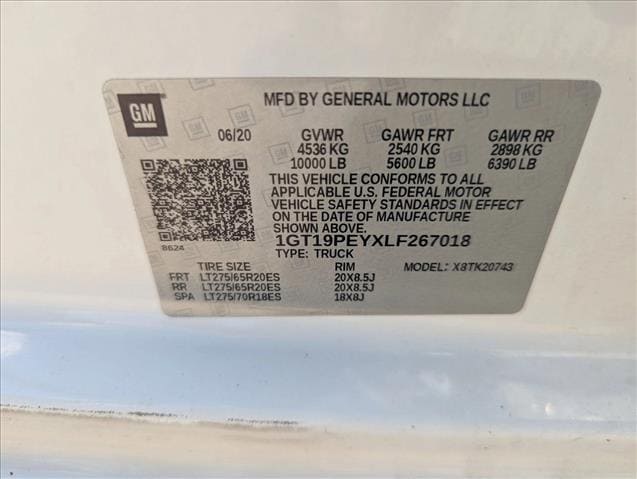 GM
MFD BY GENERAL MOTORS LLC
06/20 GVWR GAWR FRT GAWR RR
4536 KG 2540 KG 2898 KG
10000 LB 5600 LB 6390 LB
THIS VEHICLE CONFORMS TO ALL
APPLICABLE U.S. FEDERAL MOTOR
VEHICLE SAFETY STANDARDS IN EFFECT
ON THE DATE OF MANUFACTURE
SHOWN ABOVE.
8624
1GT19PEYXLF267018
TYPE: TRUCK
TIRE SIZE RIM MODEL: X8TK20743
FRT LT275/65R20ES 20X8.5J
RR LT275/65R20ES 20X8.5J
SPA LT275/70R18ES 18X8J